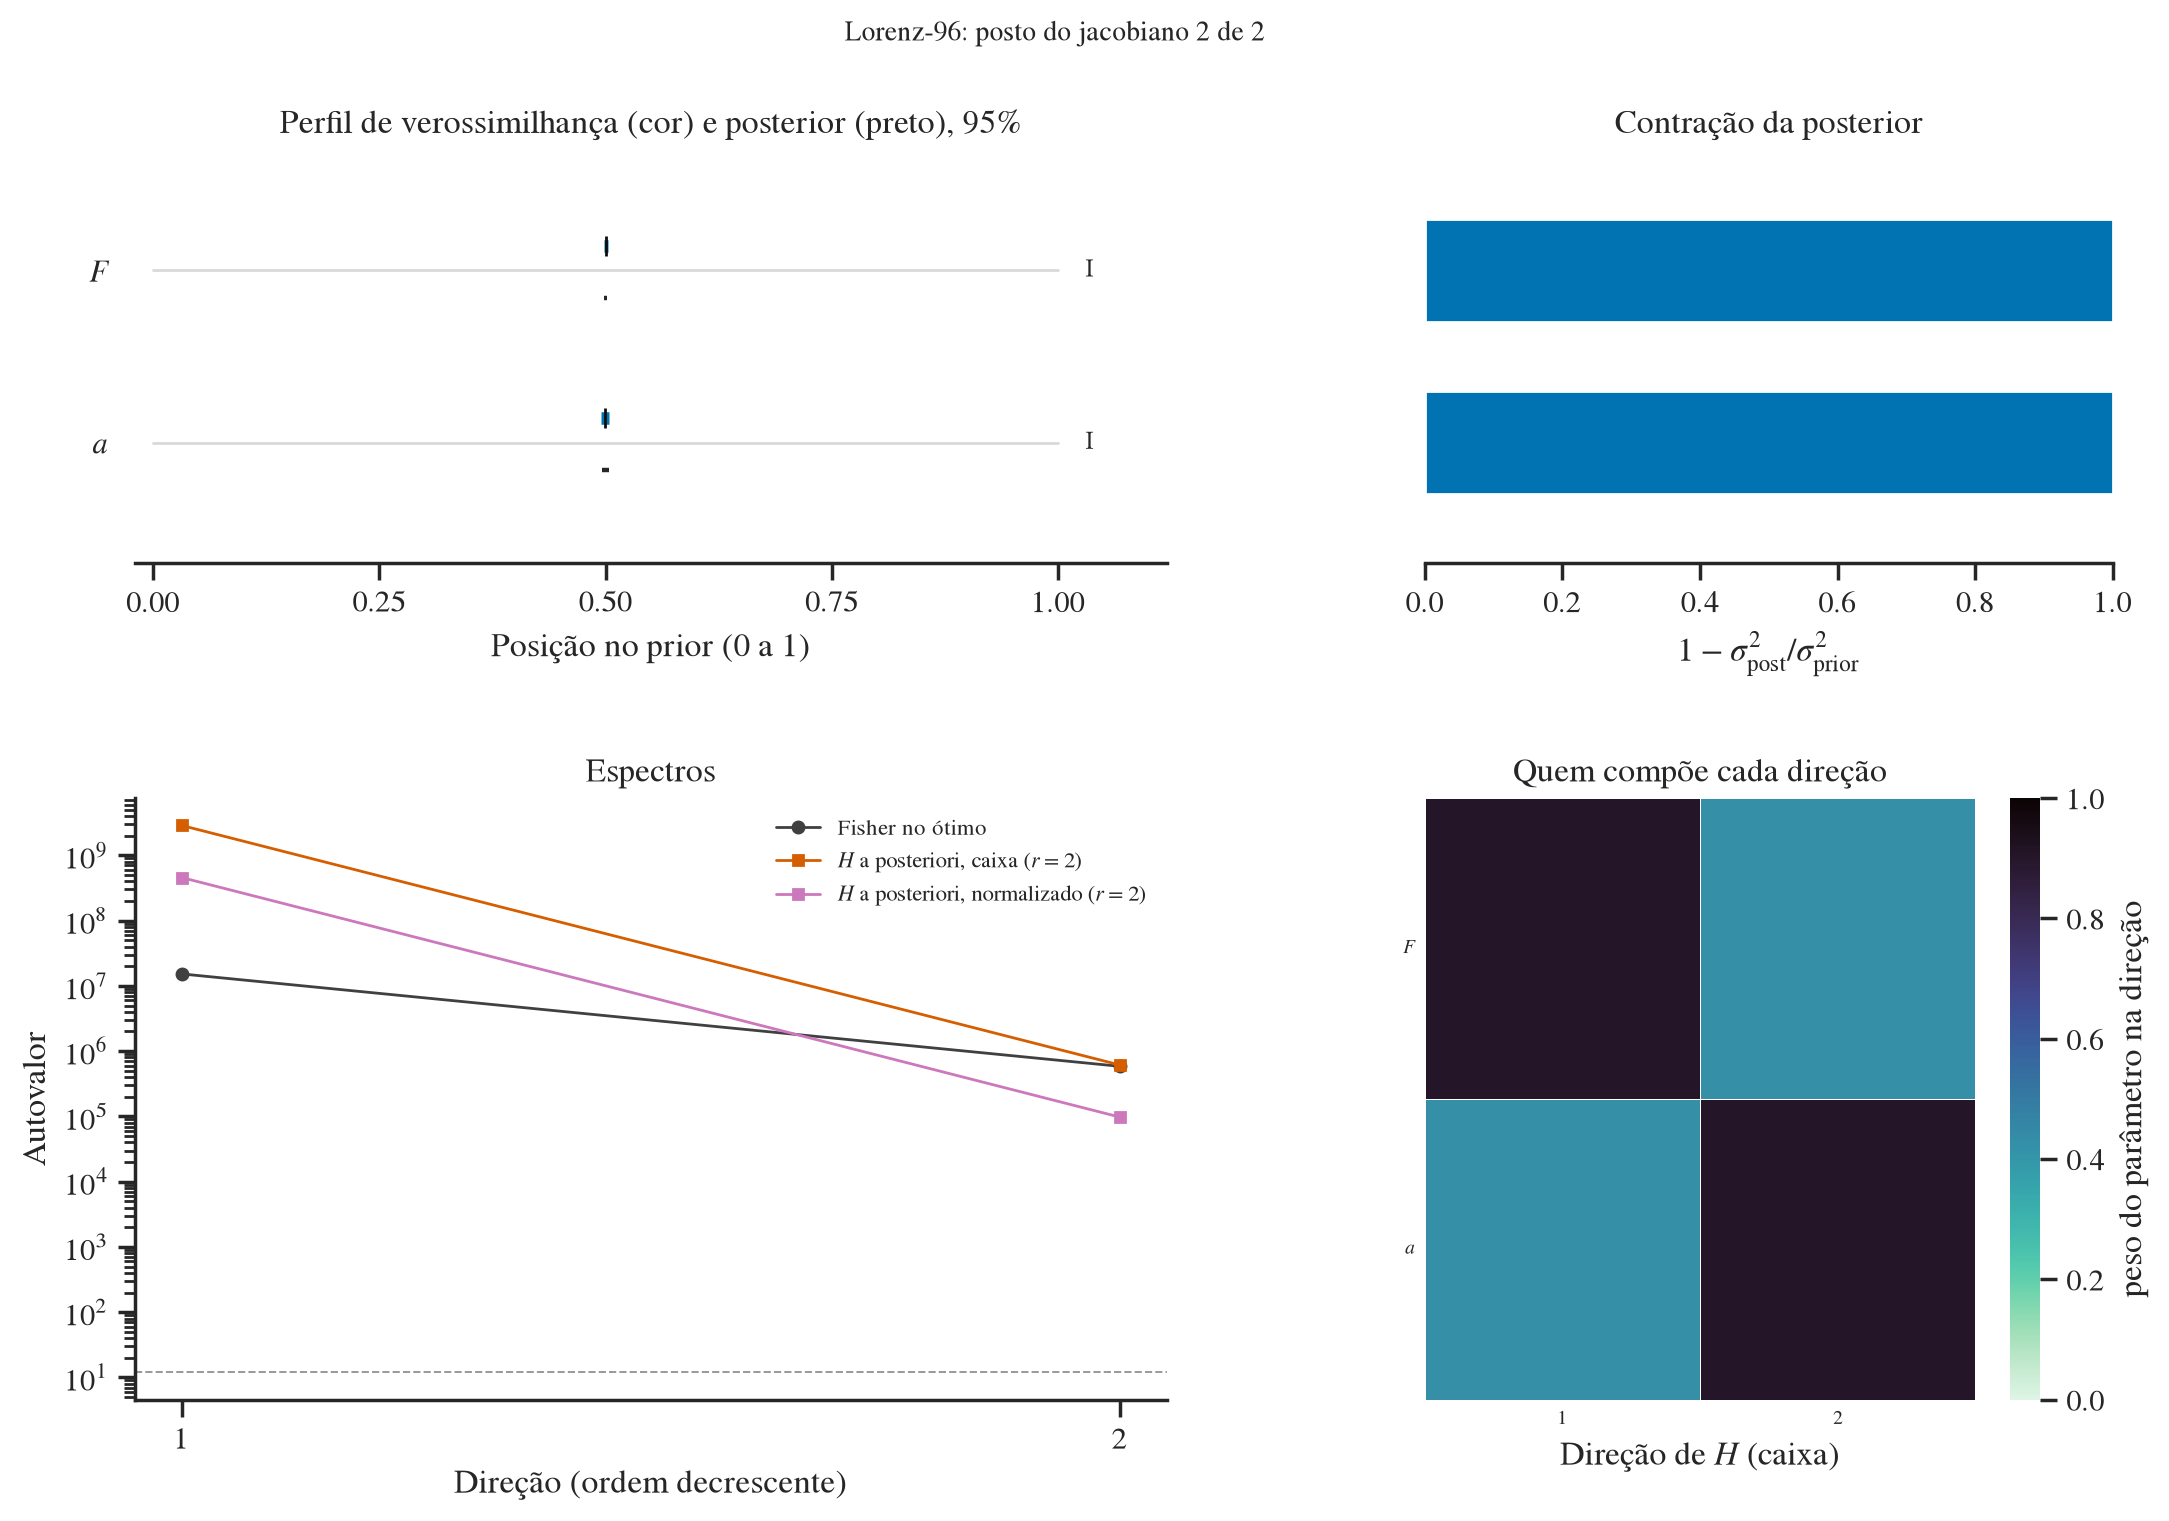 Lorenz-96: posto do jacobiano 2 de 2
Perfil de verossimilhança (cor) e posterior (preto), 95%
F
I
a
I
0.00 0.25 0.50 0.75 1.00
Posição no prior (0 a 1)
Contração da posterior
0.0 0.2 0.4 0.6 0.8 1.0
1 − σ²post/σ²prior
Espectros
Fisher no ótimo
H a posteriori, caixa (r = 2)
H a posteriori, normalizado (r = 2)
10⁹
10⁸
10⁷
10⁶
10⁵
10⁴
10³
10²
10¹
Autovalor
1 2
Direção (ordem decrescente)
Quem compõe cada direção
F
a
1 2
Direção de H (caixa)
1.0
0.8
0.6
0.4
0.2
0.0
peso do parâmetro na direção